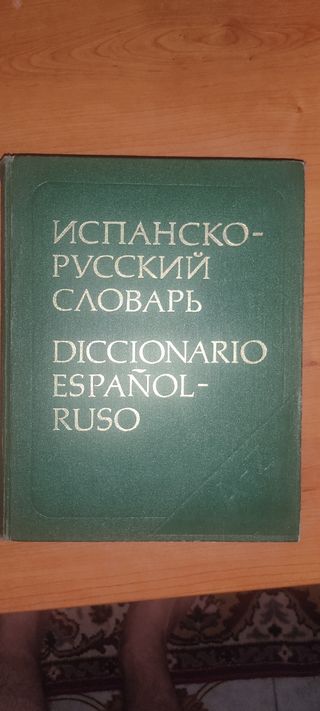 ИСПАНСКО-
РУССКИЙ
СЛОВАРЬ
DICCIONARIO
ESPAÑOL-
RUSO